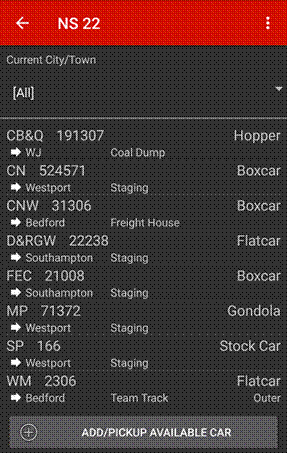 NS 22
Current City/Town
[All]
CB&Q 191307 Hopper
WJ Coal Dump
CN 524571 Boxcar
Westport Staging
CNW 31306 Boxcar
Bedford Freight House
D&RGW 22238 Flatcar
Southampton Staging
FEC 21008 Boxcar
Southampton Staging
MP 71372 Gondola
Westport Staging
SP 166 Stock Car
Westport Staging
WM 2306 Flatcar
Bedford Team Track Outer
ADD/PICKUP AVAILABLE CAR